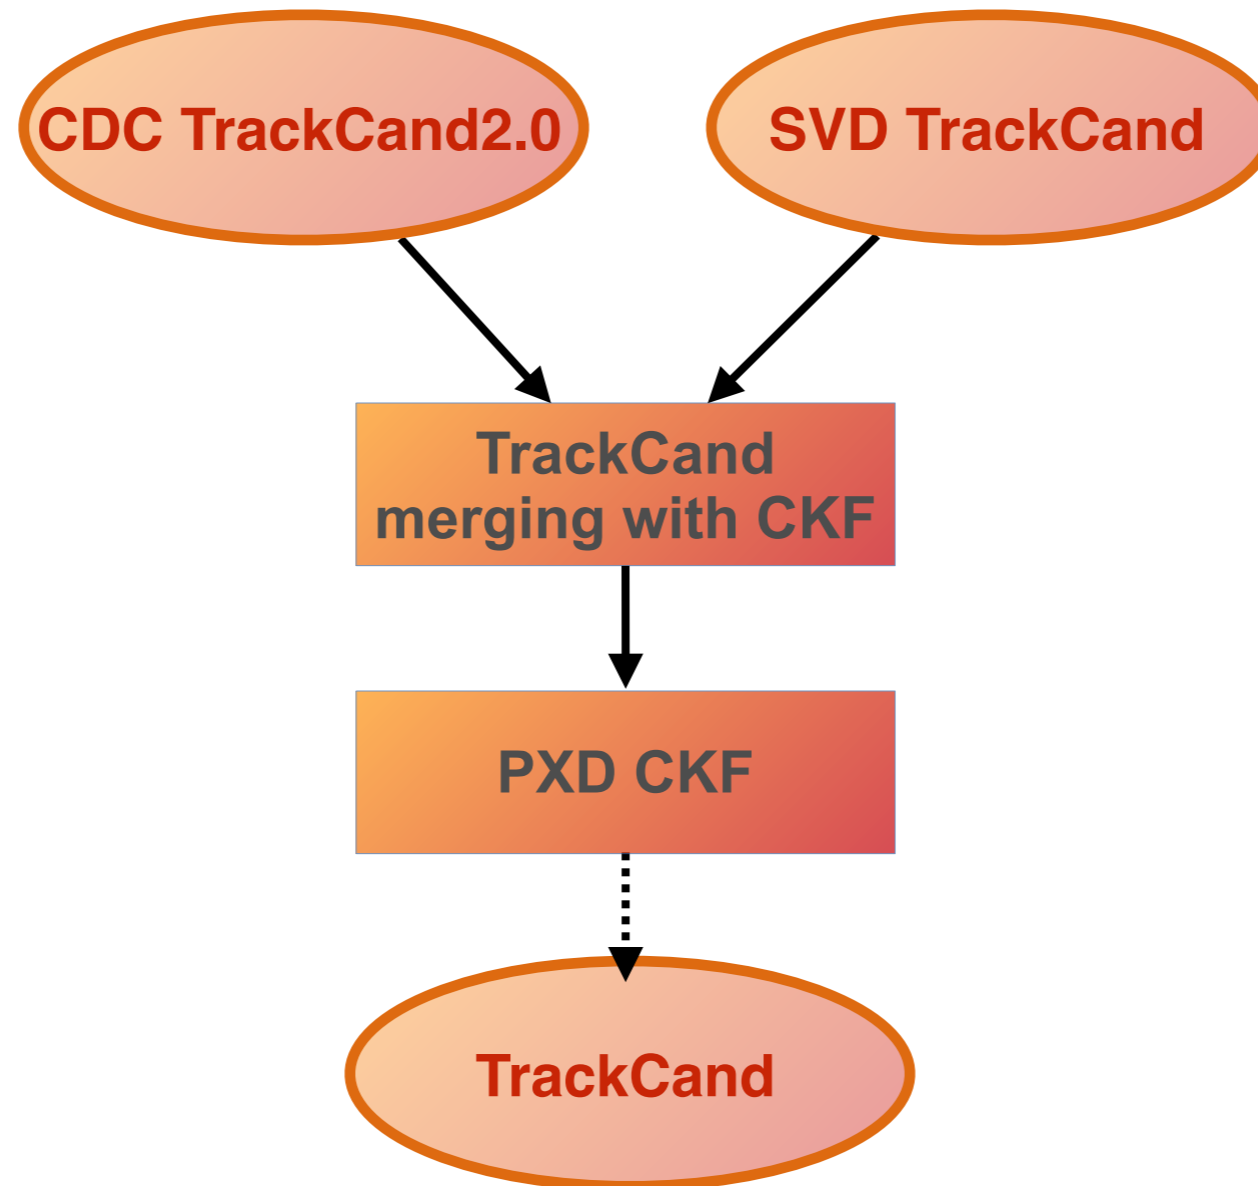 CDC TrackCand2.0
SVD TrackCand
TrackCand
merging with CKF
PXD CKF
TrackCand